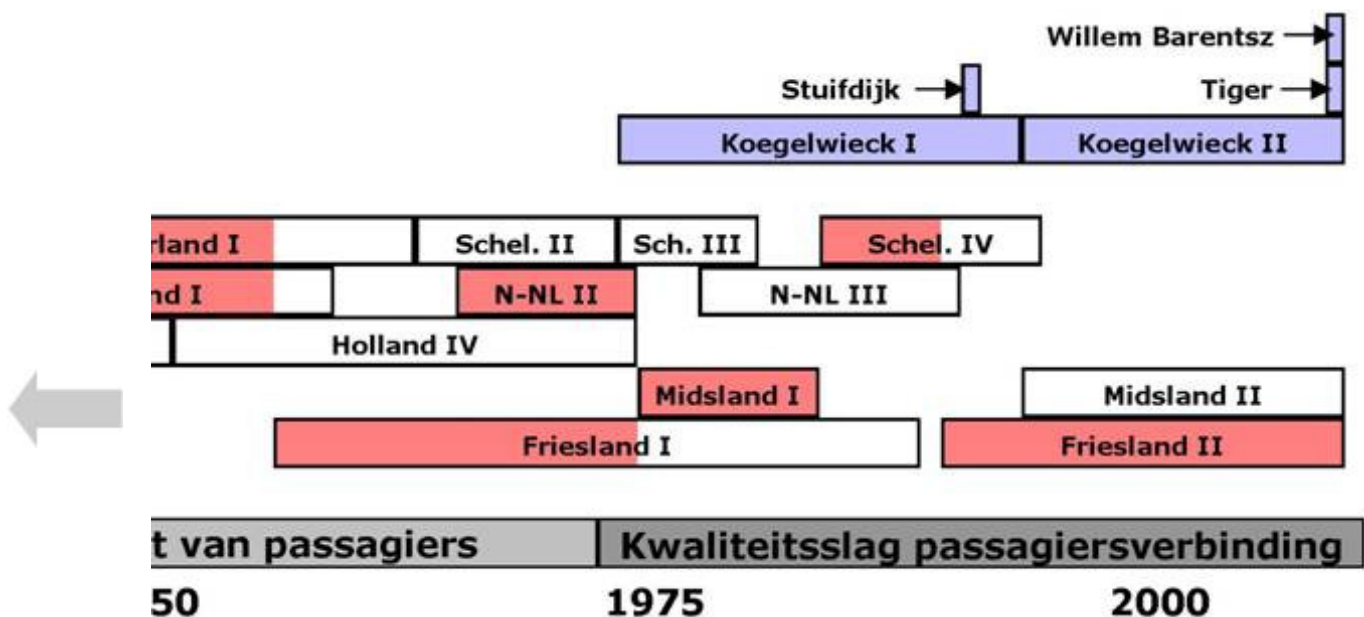 Willem Barentsz
Stuifdijk
Tiger
Koegelwieck I
Koegelwieck II
rland I
Schel. II
Sch. III
Schel. IV
nd I
N-NL II
N-NL III
Holland IV
Midsland I
Midsland II
Friesland I
Friesland II
t van passagiers
Kwaliteitsslag passagiersverbinding
50
1975
2000